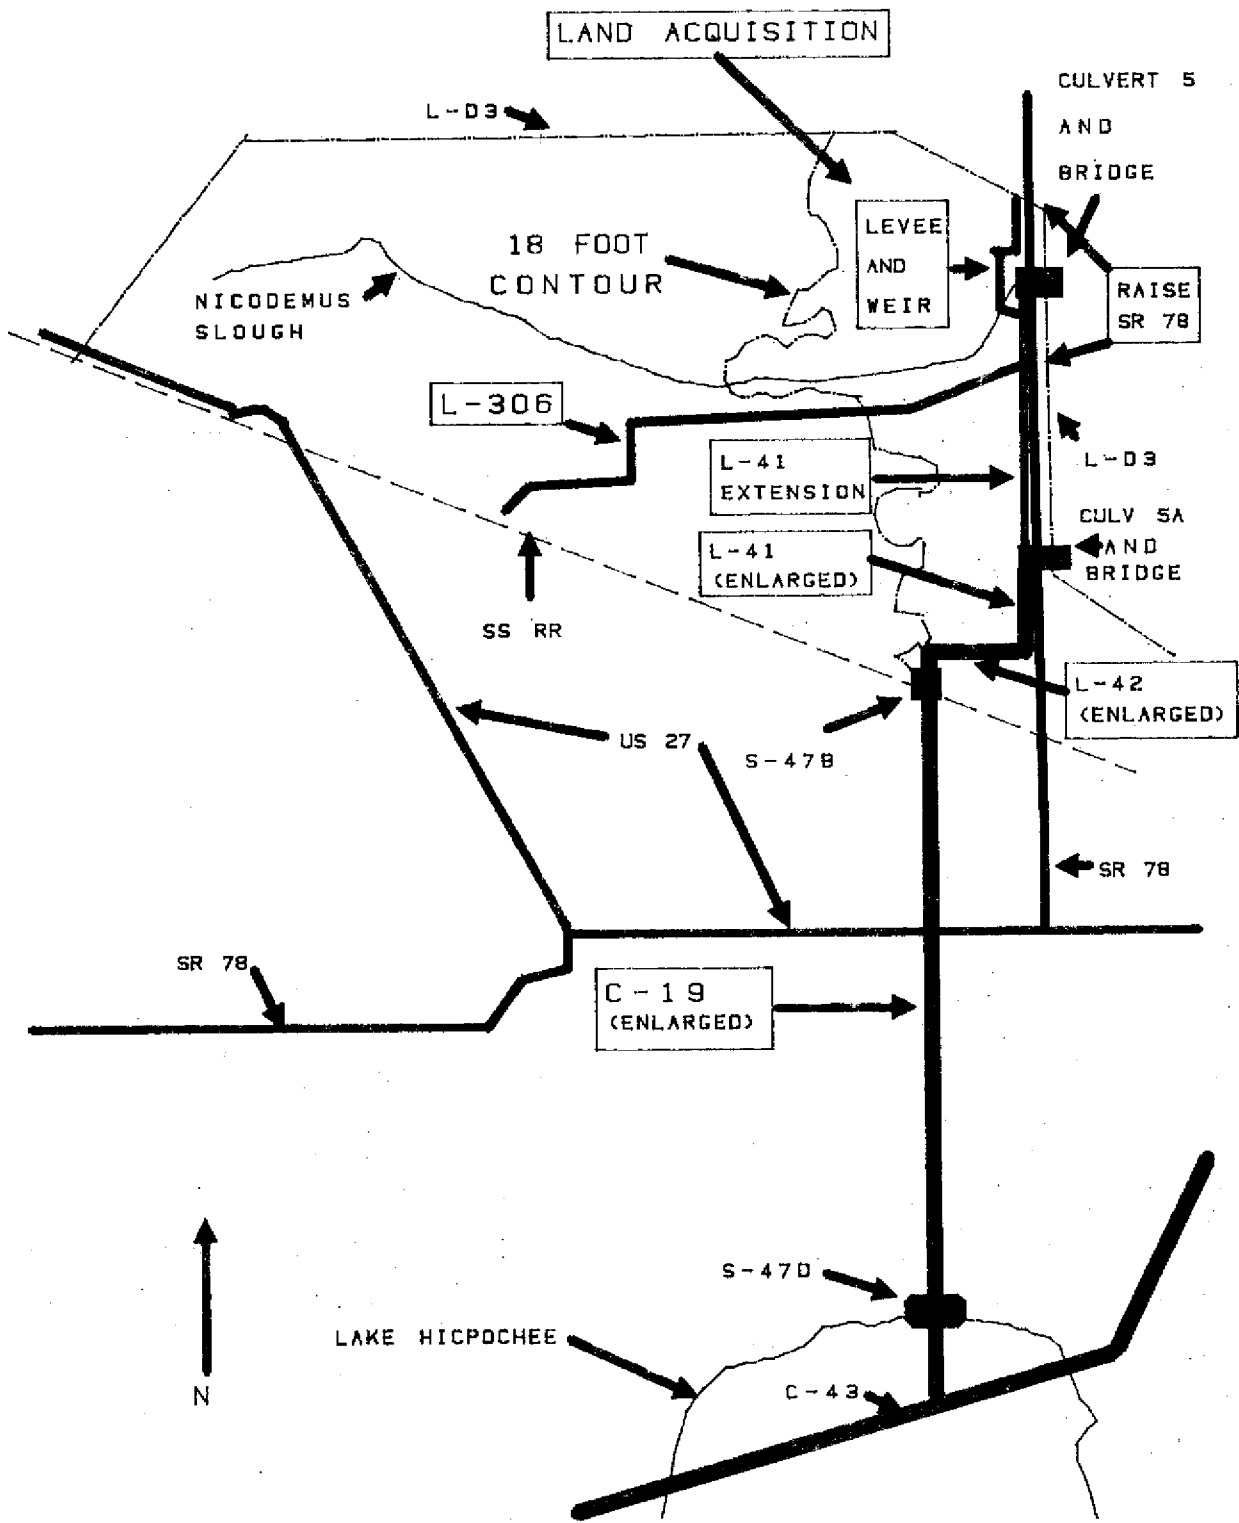 LAND ACQUISITION
CULVERT 5
AND
BRIDGE
L-D3
LEVEE
AND
WEIR
18 FOOT
CONTOUR
NICODEMUS
SLOUGH
RAISE
SR 78
L-306
L-41
EXTENSION
L-D3
CULV 5A
AND
BRIDGE
L-41
(ENLARGED)
SS RR
L-42
(ENLARGED)
US 27
S-47B
SR 78
SR 78
C-19
(ENLARGED)
S-47D
LAKE HICPOCHEE
C-43
N